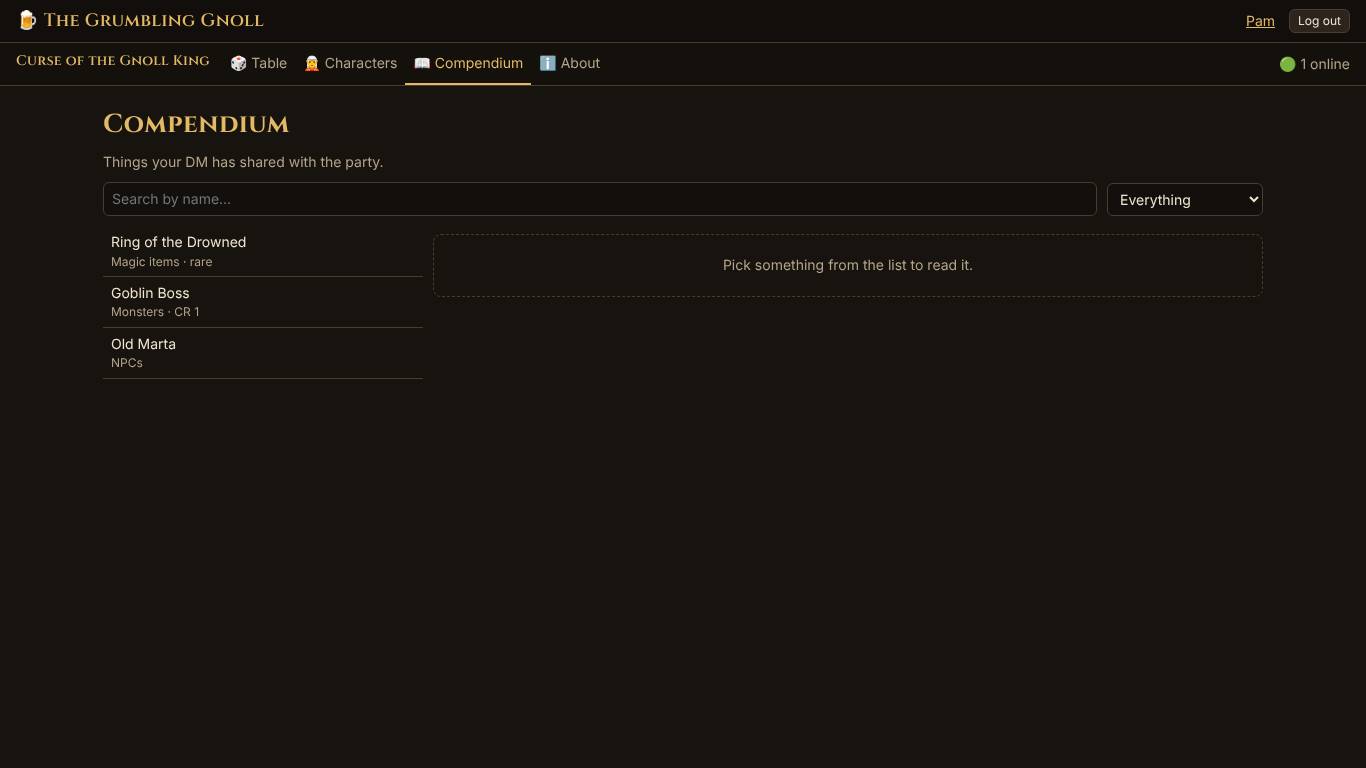 🍺 The Grumbling Gnoll
Pam
Log out
Curse of the Gnoll King
🎲 Table
🧝 Characters
📖 Compendium
ℹ️ About
🟢 1 online
Compendium
Things your DM has shared with the party.
Search by name...
Everything
Ring of the Drowned
Magic items · rare
Goblin Boss
Monsters · CR 1
Old Marta
NPCs
Pick something from the list to read it.